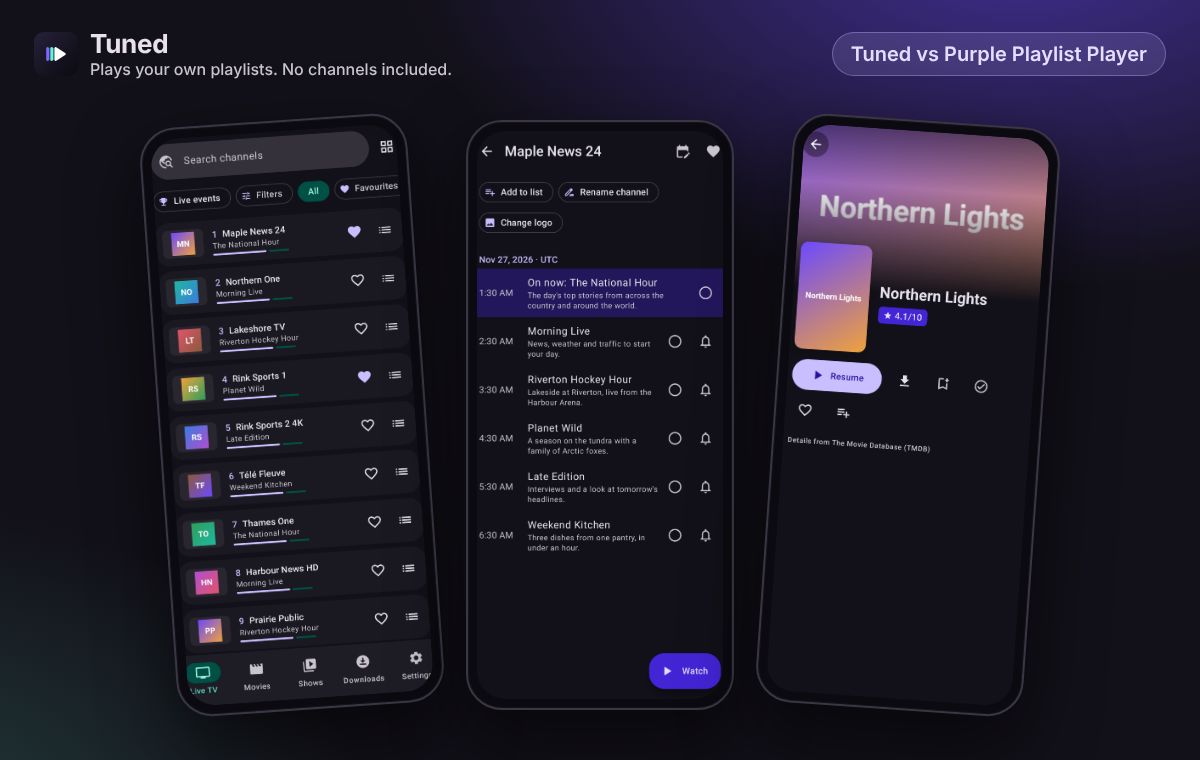 Tuned
Plays your own playlists. No channels included.
Tuned vs Purple Playlist Player
Search channels
Live events
Filters
All
Favourites
MN
1 Maple News 24
The National Hour
NO
2 Northern One
Morning Live
LT
3 Lakeshore TV
Riverton Hockey Hour
RS
4 Rink Sports 1
Planet Wild
RS
5 Rink Sports 2 4K
Late Edition
TF
6 Télé Fleuve
Weekend Kitchen
TO
7 Thames One
The National Hour
HN
8 Harbour News HD
Morning Live
PP
9 Prairie Public
Riverton Hockey Hour
Live TV
Movies
Shows
Downloads
Settings
Maple News 24
Add to list
Rename channel
Change logo
Nov 27, 2026 · UTC
1:30 AM
On now: The National Hour
The day's top stories from across the
country and around the world.
2:30 AM
Morning Live
News, weather and traffic to start
your day.
3:30 AM
Riverton Hockey Hour
Lakeside at Riverton, live from the
Harbour Arena.
4:30 AM
Planet Wild
A season on the tundra with a
family of Arctic foxes.
5:30 AM
Late Edition
Interviews and a look at tomorrow's
headlines.
6:30 AM
Weekend Kitchen
Three dishes from one pantry, in
under an hour.
Watch
Northern Lights
Northern Lights
Northern Lights
4.1/10
Resume
Details from The Movie Database (TMDB)